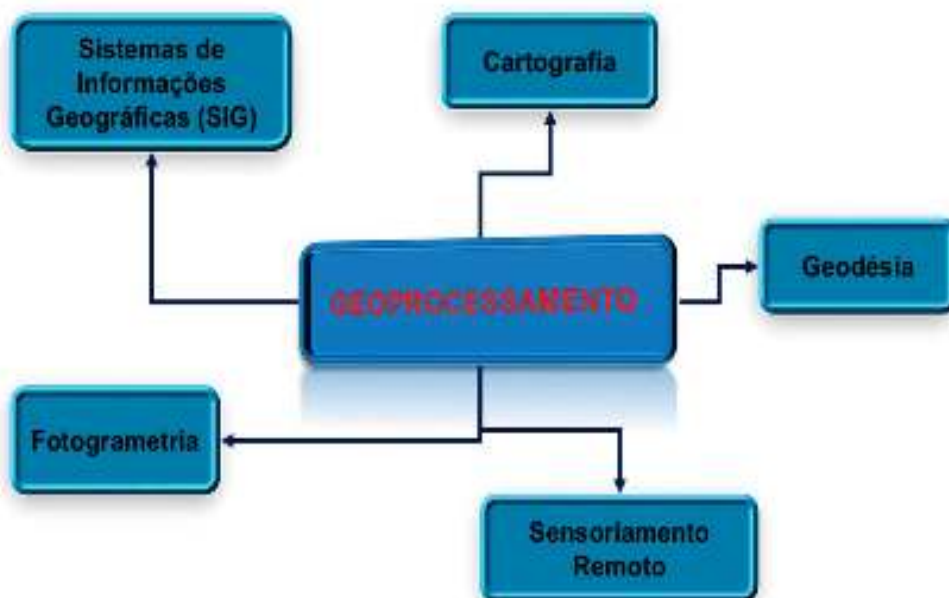 Sistemas de
Informações
Geográficas (SIG)
Cartografia
GEOPROCESSAMENTO
Geodésia
Fotogrametria
Sensoriamento
Remoto